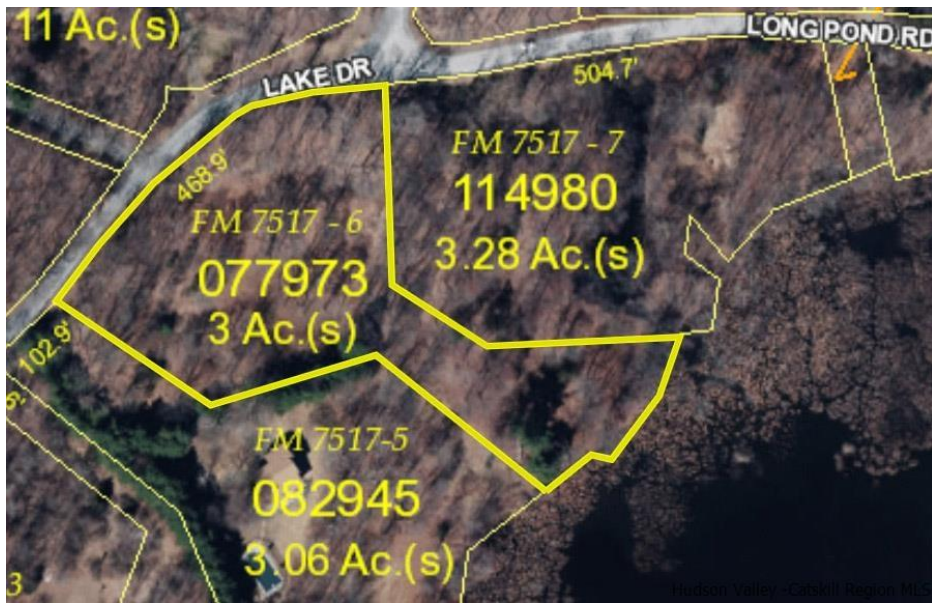 11 Ac.(s)
LONG POND RD
LAKE DR
504.7'
FM 7517 - 7
114980
3.28 Ac.(s)
468.9'
FM 7517 - 6
077973
3 Ac.(s)
102.9'
FM 7517-5
082945
3.06 Ac.(s)
3
Hudson Valley - Catskill Region MLS